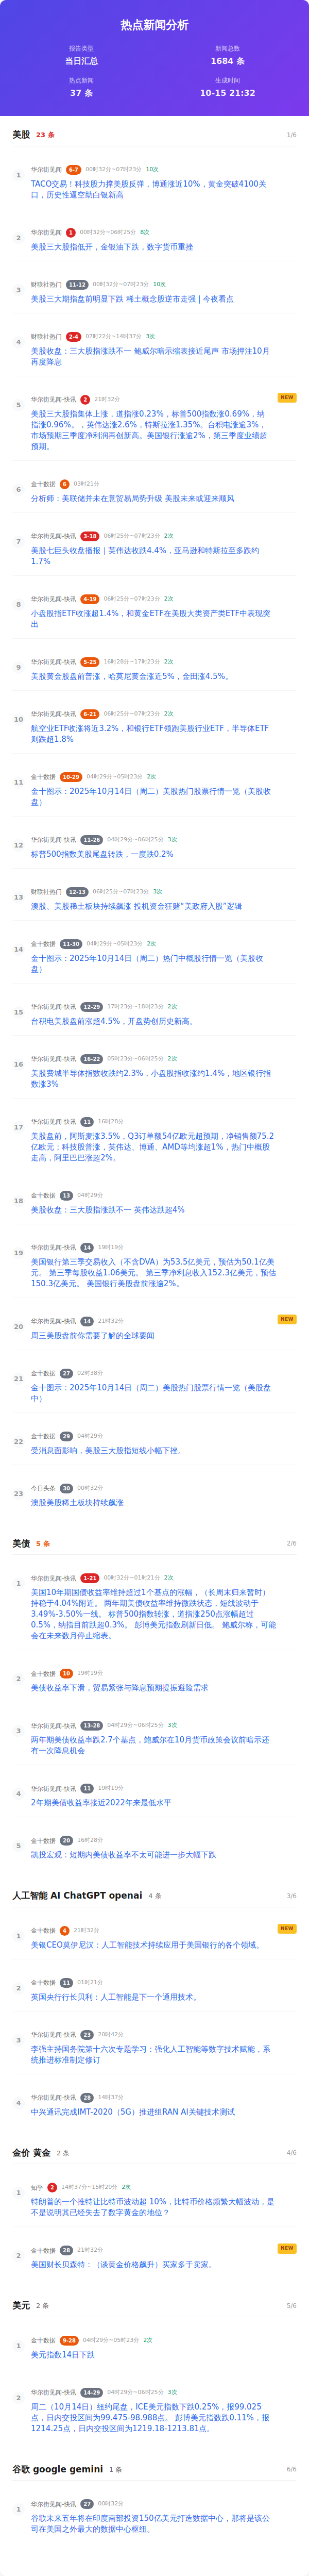 热点新闻分析
报告类型
当日汇总
新闻总数
1684 条
热点新闻
37 条
生成时间
10-15 21:32
美股 23 条 1/6
1
华尔街见闻 6-7 00时32分~07时23分 10次
TACO交易！科技股力撑美股反弹，博通涨近10%，黄金突破4100关
口，历史性逼空助白银新高
2
华尔街见闻 1 00时32分~06时25分 8次
美股三大股指低开，金银油下跌，数字货币重挫
3
财联社热门 11-12 00时32分~07时23分 10次
美股三大期指盘前明显下跌 稀土概念股逆市走强 | 今夜看点
4
财联社热门 2-4 07时22分~14时37分 3次
美股收盘：三大股指涨跌不一 鲍威尔暗示缩表接近尾声 市场押注10月
再度降息
5
华尔街见闻-快讯 2 21时32分 NEW
美股三大股指集体上涨，道指涨0.23%，标普500指数涨0.69%，纳
指涨0.96%。，英伟达涨2.6%，特斯拉涨1.35%。台积电涨逾3%，
市场预期三季度净利润再创新高。美国银行涨逾2%，第三季度业绩超
预期。
6
金十数据 6 03时21分
分析师：美联储并未在意贸易局势升级 美股未来或迎来顺风
7
华尔街见闻-快讯 3-18 06时25分~07时23分 2次
美股七巨头收盘播报｜英伟达收跌4.4%，亚马逊和特斯拉至多跌约
1.7%
8
华尔街见闻-快讯 4-19 06时25分~07时23分 2次
小盘股指ETF收涨超1.4%，和黄金ETF在美股大类资产类ETF中表现突
出
9
华尔街见闻-快讯 5-25 16时28分~17时23分 2次
美股黄金股盘前普涨，哈莫尼黄金涨近5%，金田涨4.5%。
10
华尔街见闻-快讯 6-21 06时25分~07时23分 2次
航空业ETF收涨将近3.2%，和银行ETF领跑美股行业ETF，半导体ETF
则跌超1.8%
11
金十数据 10-29 04时29分~05时23分 2次
金十图示：2025年10月14日（周二）美股热门股票行情一览（美股收
盘）
12
华尔街见闻-快讯 11-26 04时29分~06时25分 3次
标普500指数美股尾盘转跌，一度跌0.2%
13
财联社热门 12-13 06时25分~07时23分 3次
澳股、美股稀土板块持续飙涨 投机资金狂赌“美政府入股”逻辑
14
金十数据 11-30 04时29分~05时23分 2次
金十图示：2025年10月14日（周二）热门中概股行情一览（美股收
盘）
15
华尔街见闻-快讯 12-29 17时23分~18时23分 2次
台积电美股盘前涨超4.5%，开盘势创历史新高。
16
华尔街见闻-快讯 16-22 05时23分~06时25分 2次
美股费城半导体指数收跌约2.3%，小盘股指收涨约1.4%，地区银行指
数涨3%
17
华尔街见闻-快讯 11 16时28分
美股盘前，阿斯麦涨3.5%，Q3订单额54亿欧元超预期，净销售额75.2
亿欧元；科技股普涨，英伟达、博通、AMD等均涨超1%，热门中概股
走高，阿里巴巴涨超2%。
18
金十数据 13 04时29分
美股收盘：三大股指涨跌不一 英伟达跌超4%
19
华尔街见闻-快讯 14 19时19分
美国银行第三季交易收入（不含DVA）为53.5亿美元，预估为50.1亿美
元。 第三季每股收益1.06美元。 第三季净利息收入152.3亿美元，预估
150.3亿美元。 美国银行美股盘前涨逾2%。
20
华尔街见闻-快讯 14 21时32分 NEW
周三美股盘前你需要了解的全球要闻
21
金十数据 27 02时38分
金十图示：2025年10月14日（周二）美股热门股票行情一览（美股盘
中）
22
金十数据 29 04时29分
受消息面影响，美股三大股指短线小幅下挫。
23
今日头条 30 00时32分
澳股美股稀土板块持续飙涨
美债 5 条 2/6
1
华尔街见闻-快讯 1-21 00时32分~01时21分 2次
美国10年期国债收益率维持超过1个基点的涨幅，（长周末归来暂时）
持稳于4.04%附近。 两年期美债收益率维持微跌状态，短线波动于
3.49%-3.50%一线。 标普500指数转涨，道指涨250点涨幅超过
0.5%，纳指目前跌超0.3%。 彭博美元指数刷新日低。 鲍威尔称，可能
会在未来数月停止缩表。
2
金十数据 10 19时19分
美债收益率下滑，贸易紧张与降息预期提振避险需求
3
华尔街见闻-快讯 13-28 04时29分~06时25分 3次
两年期美债收益率跌2.7个基点，鲍威尔在10月货币政策会议前暗示还
有一次降息机会
4
华尔街见闻-快讯 11 19时19分
2年期美债收益率接近2022年来最低水平
5
金十数据 20 16时28分
凯投宏观：短期内美债收益率不太可能进一步大幅下跌
人工智能 AI ChatGPT openai 4 条 3/6
1
金十数据 4 21时32分 NEW
美银CEO莫伊尼汉：人工智能技术持续应用于美国银行的各个领域。
2
金十数据 11 01时21分
英国央行行长贝利：人工智能是下一个通用技术。
3
华尔街见闻-快讯 23 20时42分
李强主持国务院第十六次专题学习：强化人工智能等数字技术赋能，系
统推进标准制定修订
4
华尔街见闻-快讯 28 14时37分
中兴通讯完成IMT-2020（5G）推进组RAN AI关键技术测试
金价 黄金 2 条 4/6
1
知乎 2 14时37分~15时20分 2次
特朗普的一个推特让比特币波动超 10%，比特币价格频繁大幅波动，是
不是说明其已经失去了数字黄金的地位？
2
金十数据 28 21时32分 NEW
美国财长贝森特：（谈黄金价格飙升）买家多于卖家。
美元 2 条 5/6
1
金十数据 9-28 04时29分~05时23分 2次
美元指数14日下跌
2
华尔街见闻-快讯 14-29 04时29分~06时25分 3次
周二（10月14日）纽约尾盘，ICE美元指数下跌0.25%，报99.025
点，日内交投区间为99.475-98.988点。 彭博美元指数跌0.11%，报
1214.25点，日内交投区间为1219.18-1213.81点。
谷歌 google gemini 1 条 6/6
1
华尔街见闻-快讯 27 00时32分
谷歌未来五年将在印度南部投资150亿美元打造数据中心，那将是该公
司在美国之外最大的数据中心枢纽。